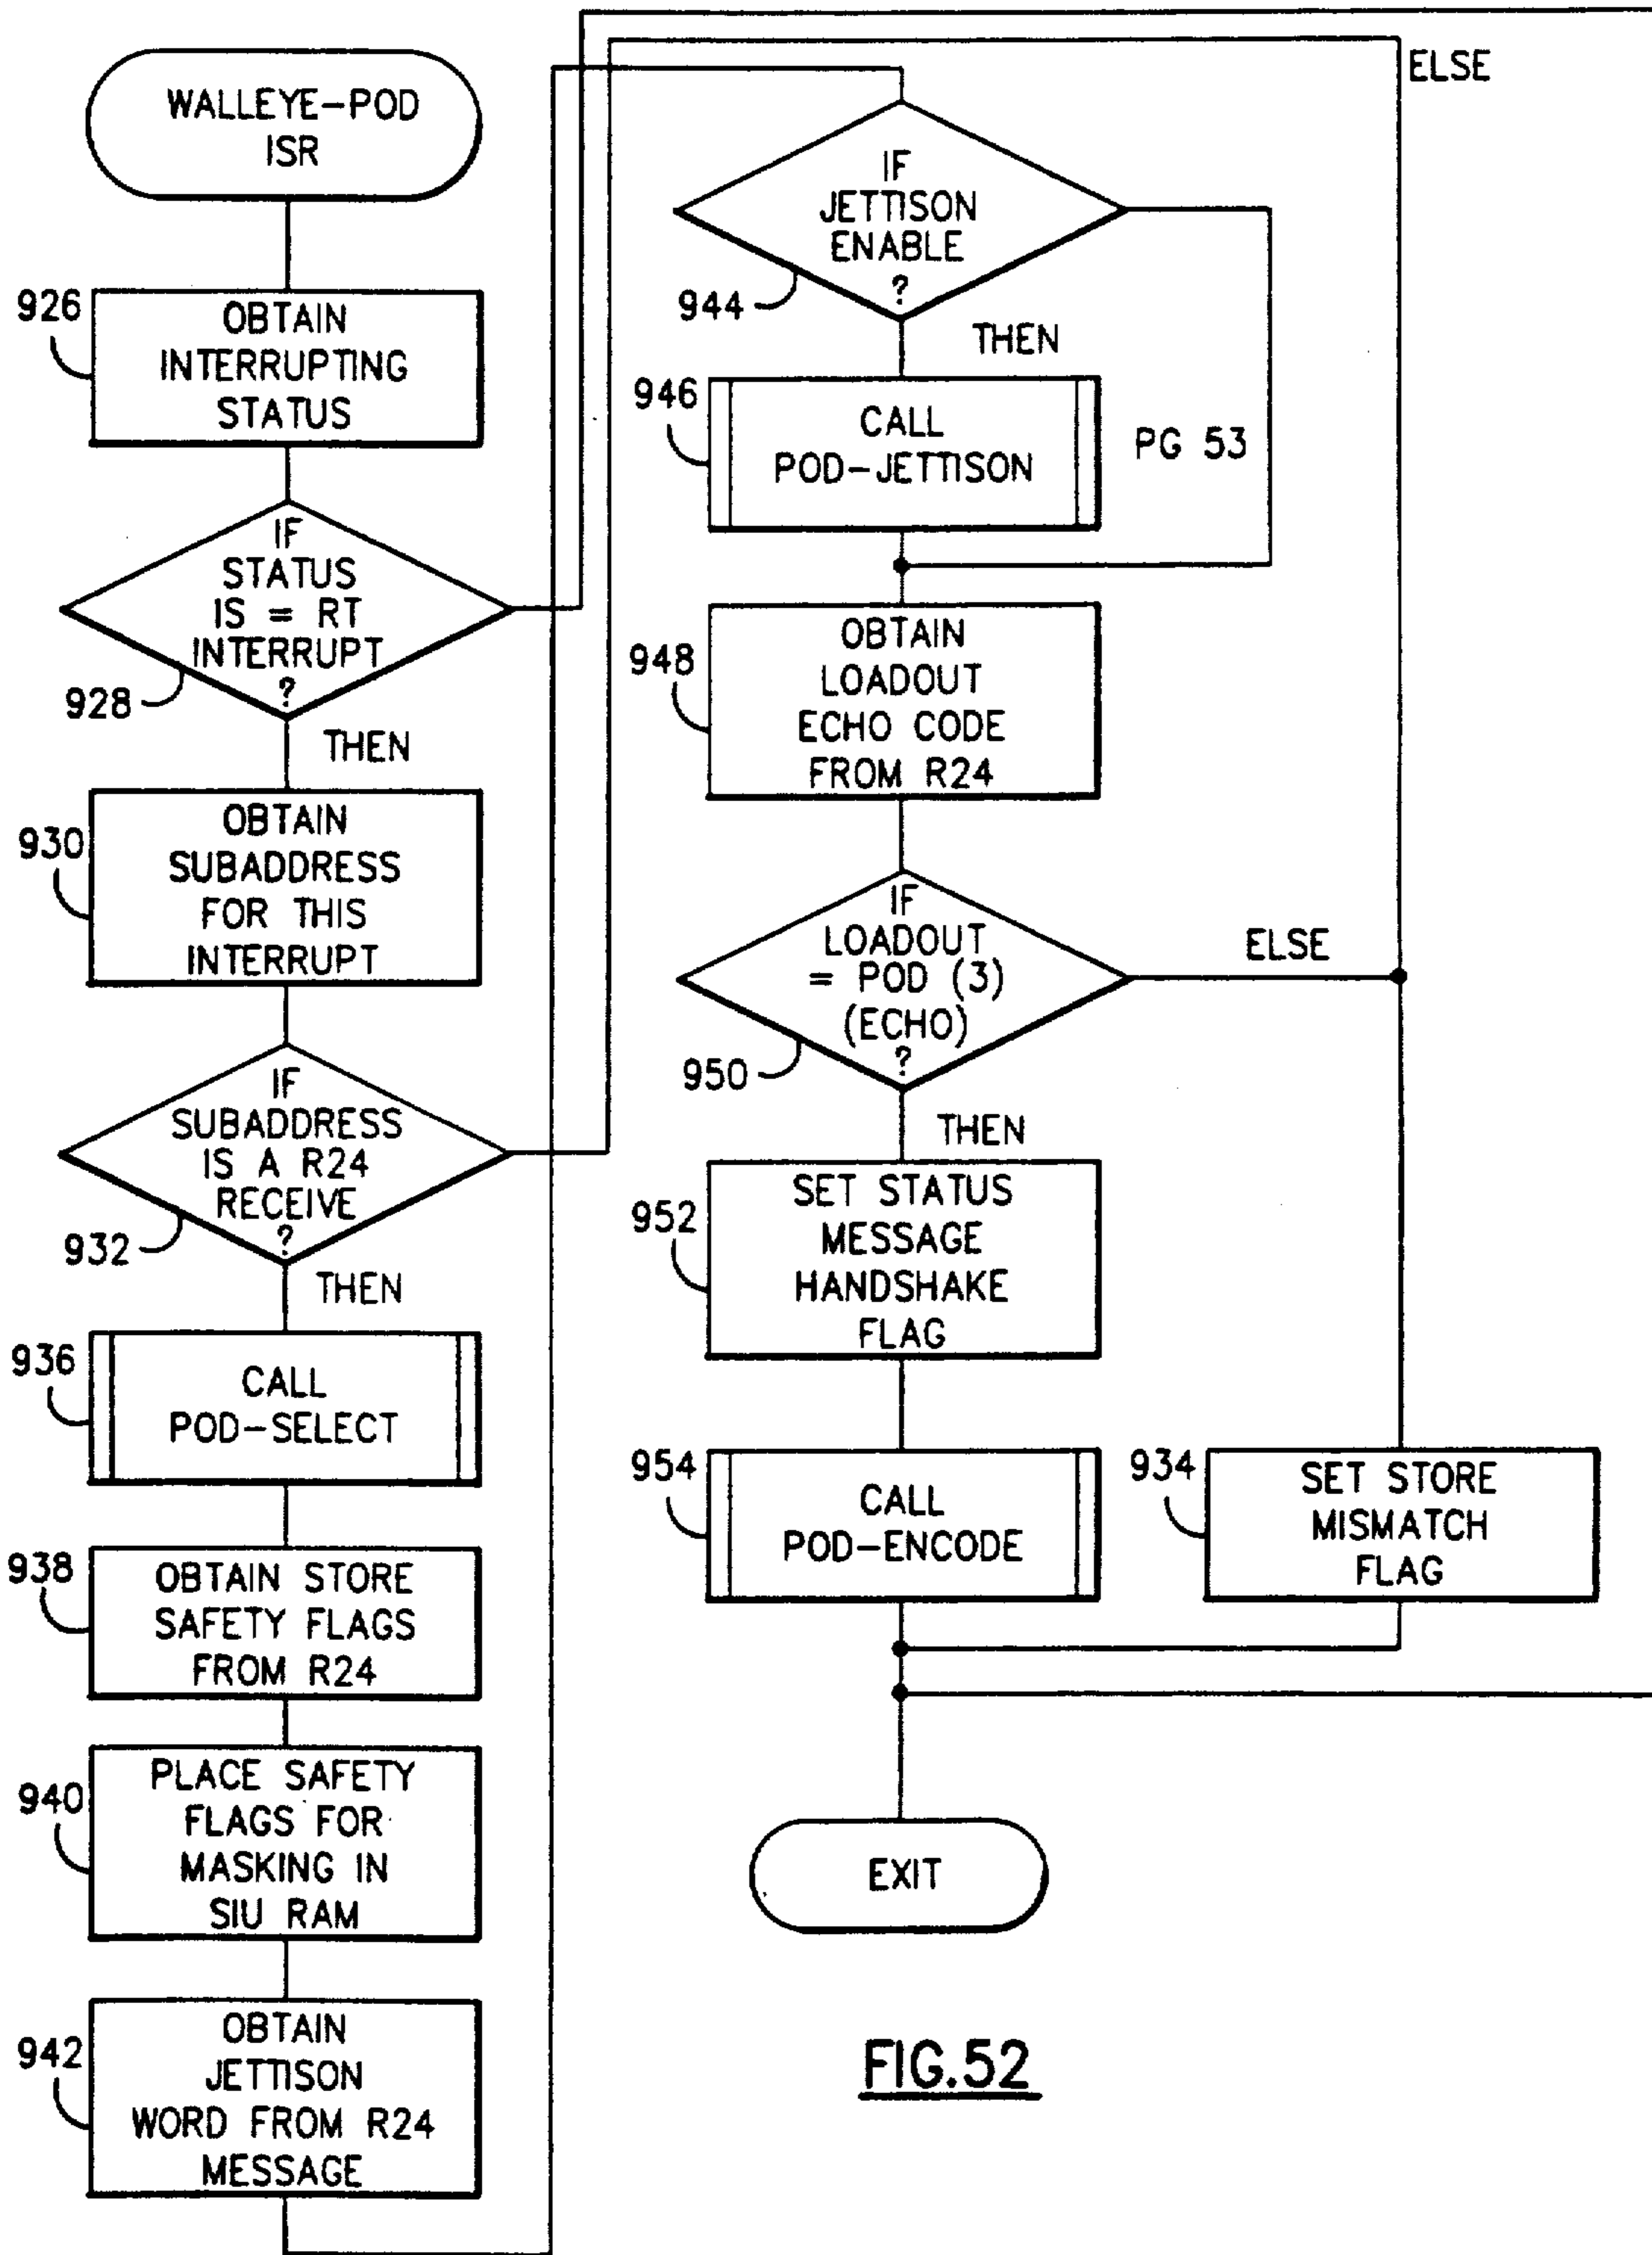 WALLEYE-POD
ISR
926
OBTAIN
INTERRUPTING
STATUS
IF
STATUS
IS = RT
INTERRUPT
?
928
THEN
930
OBTAIN
SUBADDRESS
FOR THIS
INTERRUPT
IF
SUBADDRESS
IS A R24
RECEIVE
?
932
THEN
936
CALL
POD-SELECT
938
OBTAIN STORE
SAFETY FLAGS
FROM R24
940
PLACE SAFETY
FLAGS FOR
MASKING IN
SIU RAM
942
OBTAIN
JETTISON
WORD FROM R24
MESSAGE
IF
JETTISON
ENABLE
?
944
THEN
946
CALL
POD-JETTISON
PG 53
948
OBTAIN
LOADOUT
ECHO CODE
FROM R24
IF
LOADOUT
= POD (3)
(ECHO)
?
950
ELSE
THEN
952
SET STATUS
MESSAGE
HANDSHAKE
FLAG
954
CALL
POD-ENCODE
ELSE
934
SET STORE
MISMATCH
FLAG
EXIT
FIG.52